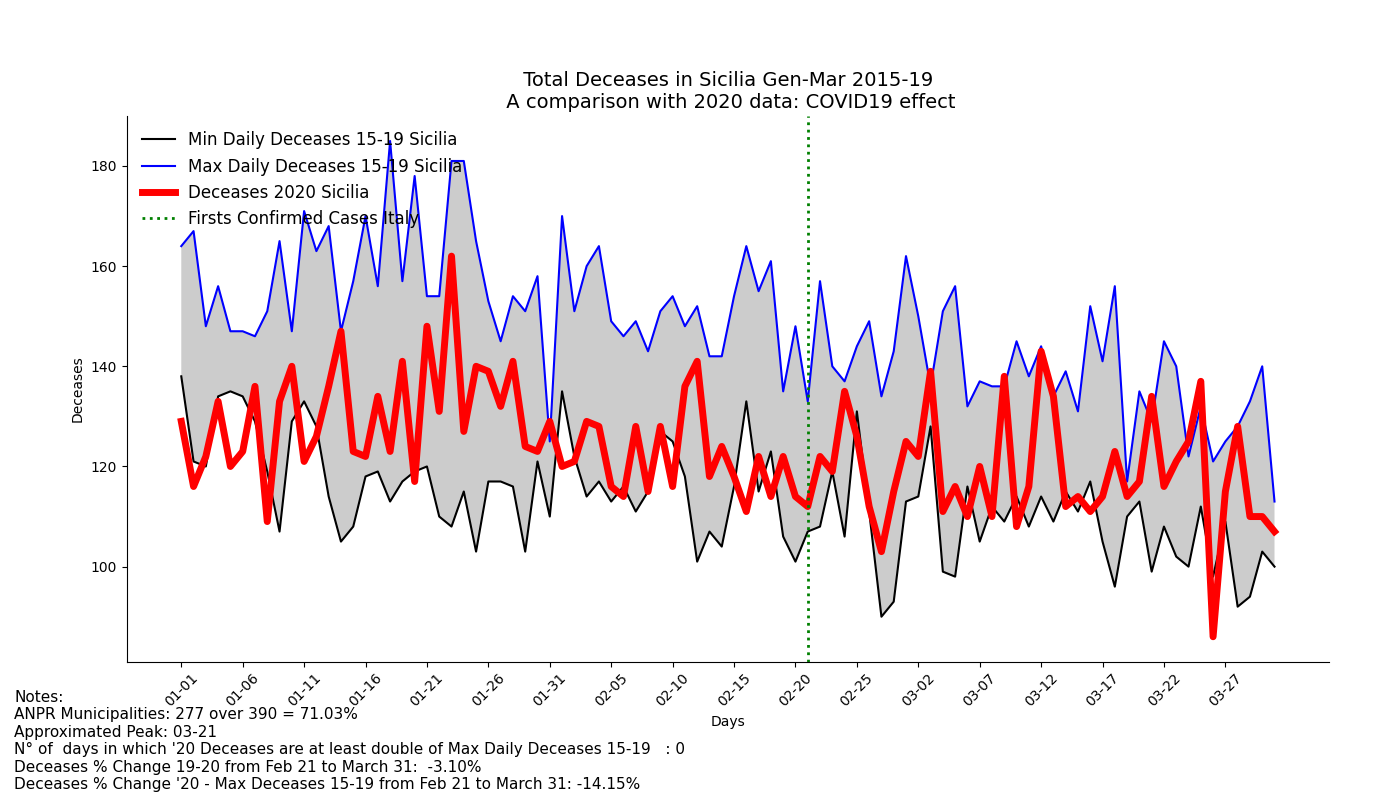 Total Deceases in Sicilia Gen-Mar 2015-19
A comparison with 2020 data: COVID19 effect
Min Daily Deceases 15-19 Sicilia
Max Daily Deceases 15-19 Sicilia
Deceases 2020 Sicilia
Firsts Confirmed Cases Italy
180
160
140
120
100
Deceases
01-01
01-06
01-11
01-16
01-21
01-26
01-31
02-05
02-10
02-15
02-20
02-25
03-02
03-07
03-12
03-17
03-22
03-27
Days
Notes:
ANPR Municipalities: 277 over 390 = 71.03%
Approximated Peak: 03-21
N° of  days in which '20 Deceases are at least double of Max Daily Deceases 15-19   : 0
Deceases % Change 19-20 from Feb 21 to March 31:  -3.10%
Deceases % Change '20 - Max Deceases 15-19 from Feb 21 to March 31: -14.15%